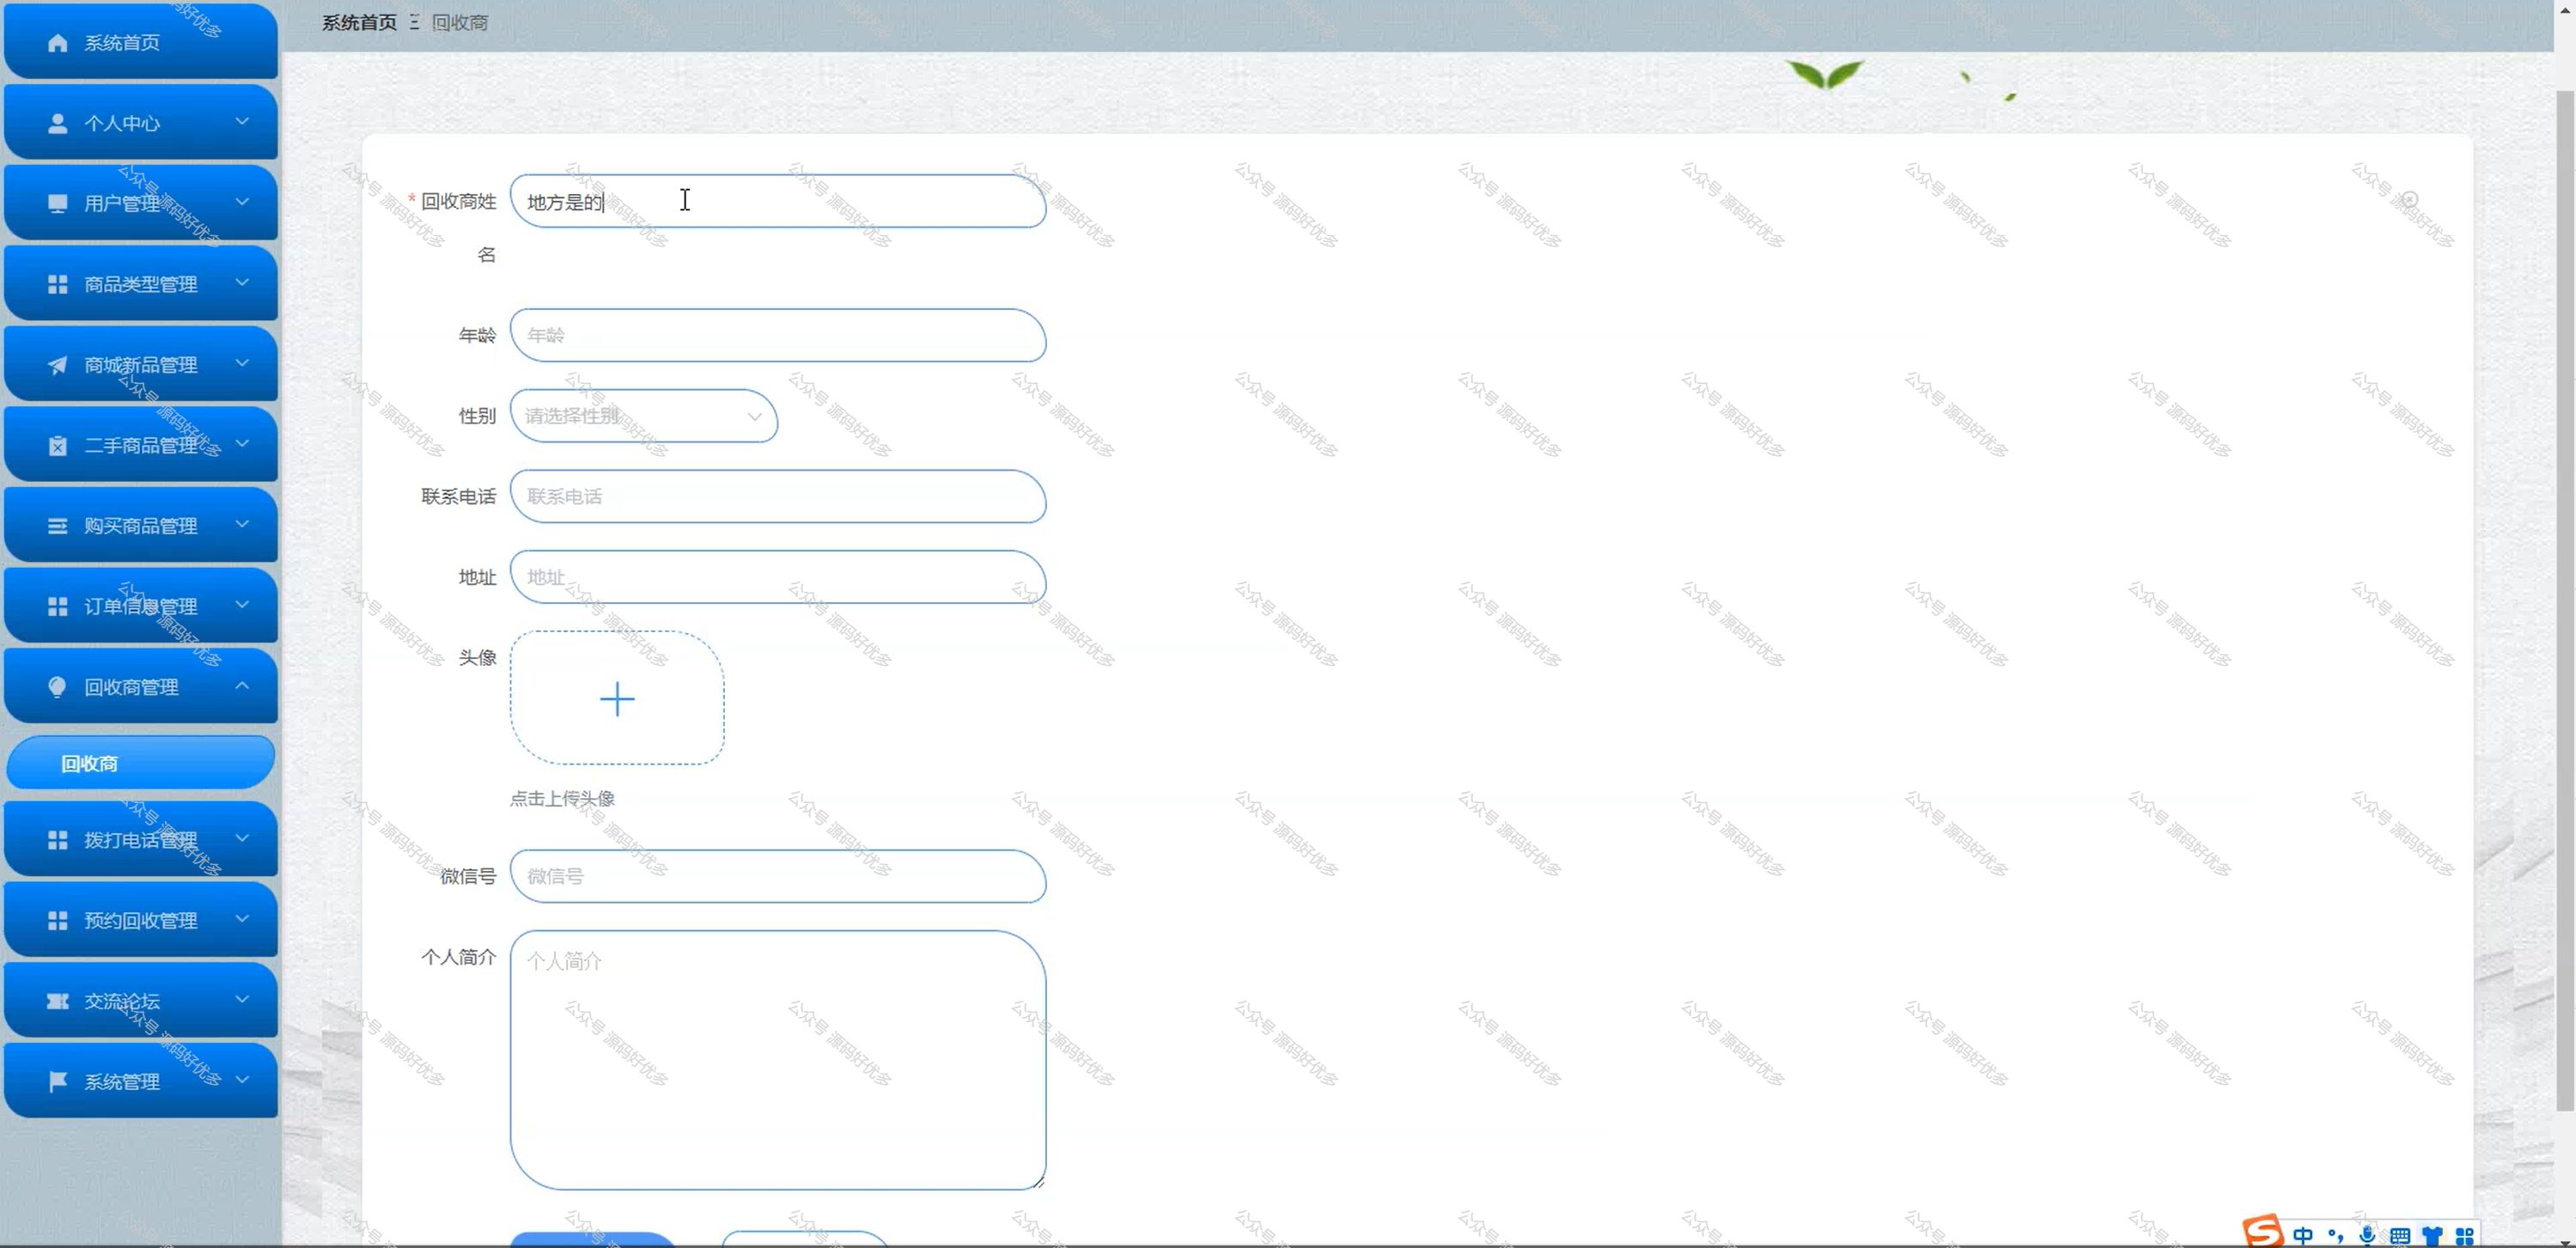 系统首页 Ξ 回收商
系统首页
个人中心
用户管理
商品类型管理
商城新品管理
二手商品管理
购买商品管理
订单信息管理
回收商管理
回收商
拨打电话管理
预约回收管理
交流论坛
系统管理
* 回收商姓
名
地方是的
年龄
年龄
性别
请选择性别
联系电话
联系电话
地址
地址
头像
点击上传头像
微信号
微信号
个人简介
个人简介
公众号 源码好优多
中